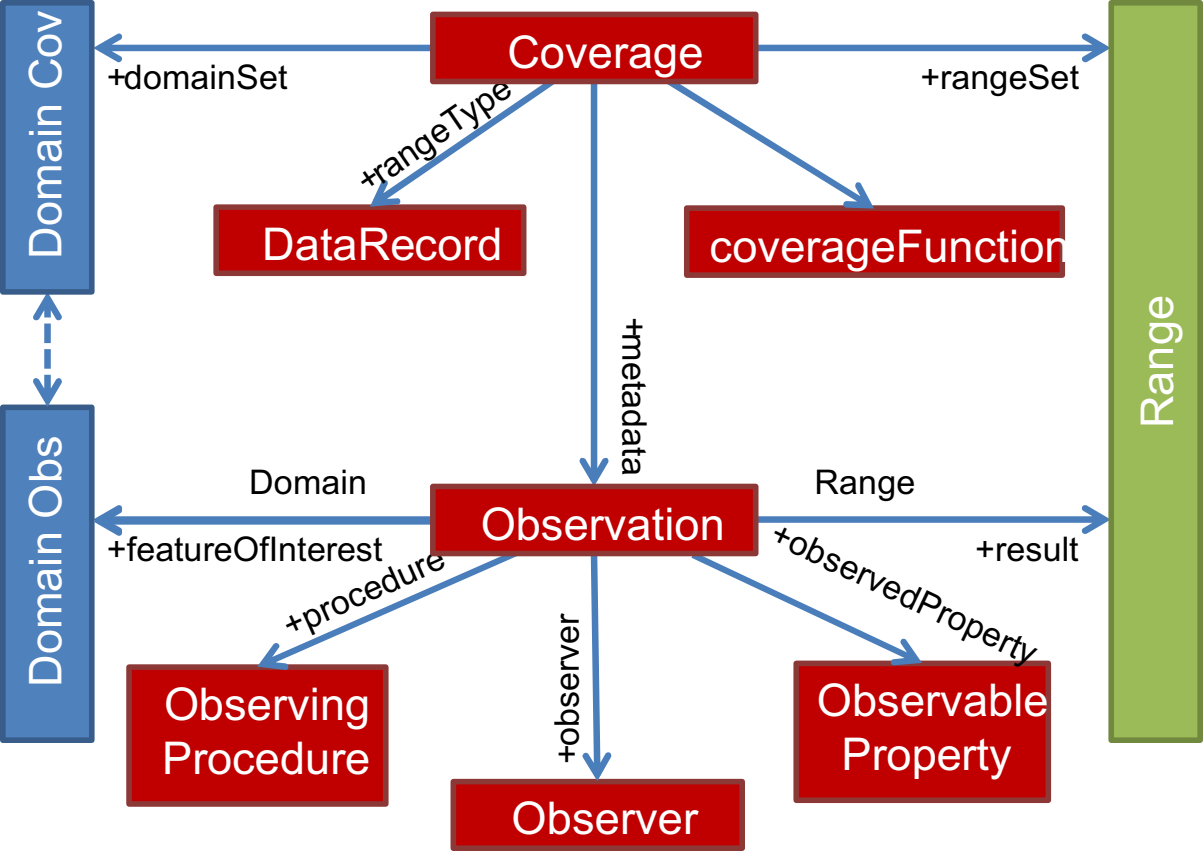 Domain Cov
Coverage
+domainSet
+rangeSet
+rangeType
DataRecord
coverageFunction
+metadata
Range
Domain Obs
Domain
Range
Observation
+featureOfInterest
+result
+procedure
+observer
+observedProperty
Observing
Procedure
Observable
Property
Observer